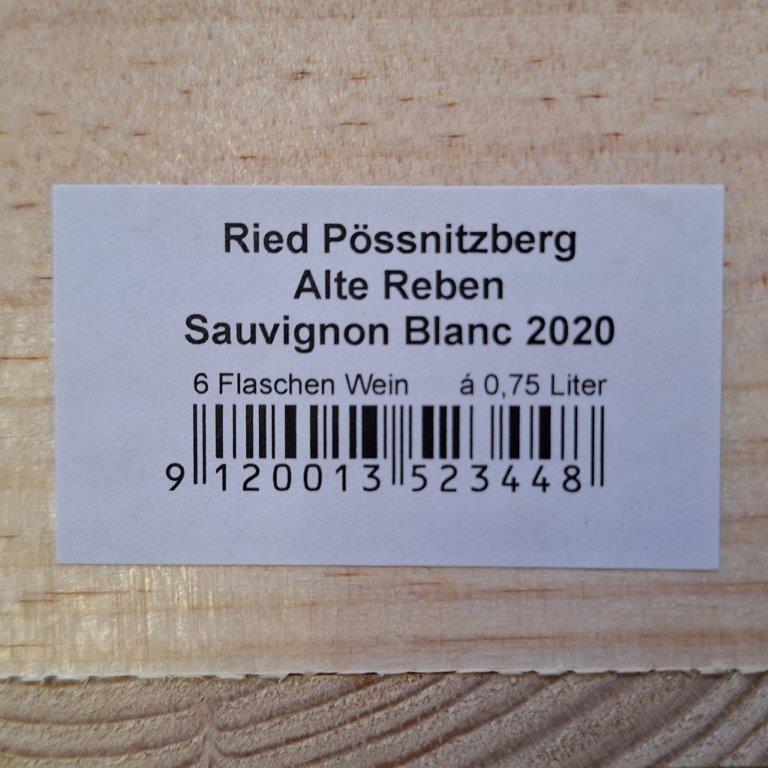 Ried Pössnitzberg
Alte Reben
Sauvignon Blanc 2020
6 Flaschen Wein á 0,75 Liter
9 120013 523448